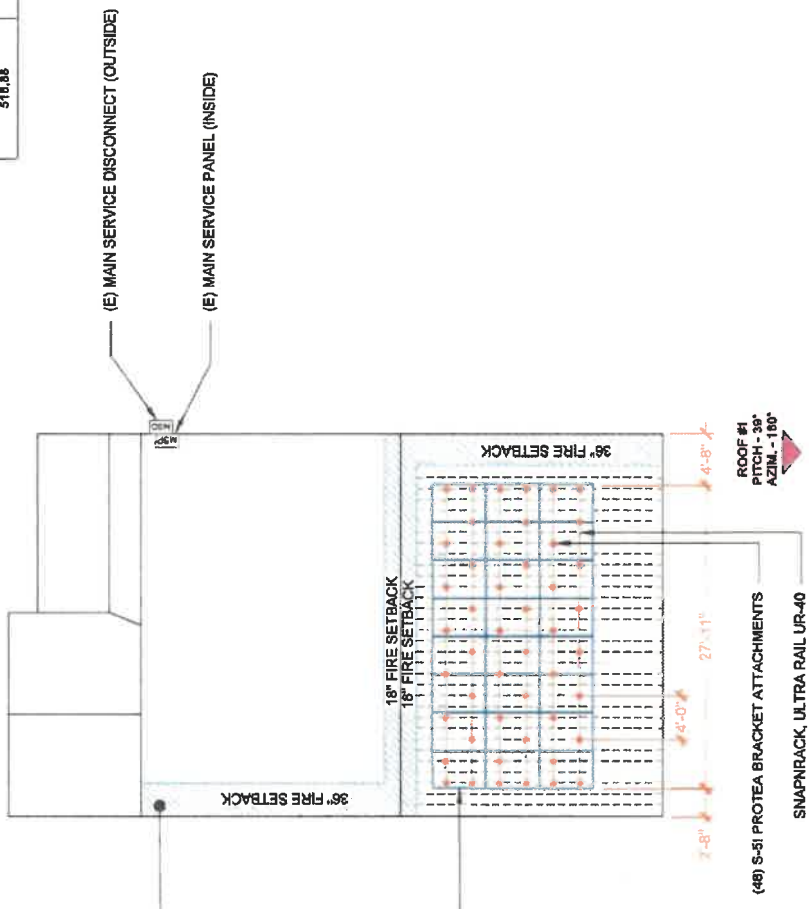 516.88
(E) MAIN SERVICE DISCONNECT (OUTSIDE)
(E) MAIN SERVICE PANEL (INSIDE)
MSD
MSP
36" FIRE SETBACK
18" FIRE SETBACK
18" FIRE SETBACK
36" FIRE SETBACK
4'-8"
27'-11"
4'-0"
2'-8"
ROOF #1
PITCH - 39°
AZIM. - 180°
(48) S-5! PROTEA BRACKET ATTACHMENTS
SNAPNRACK, ULTRA RAIL UR-40